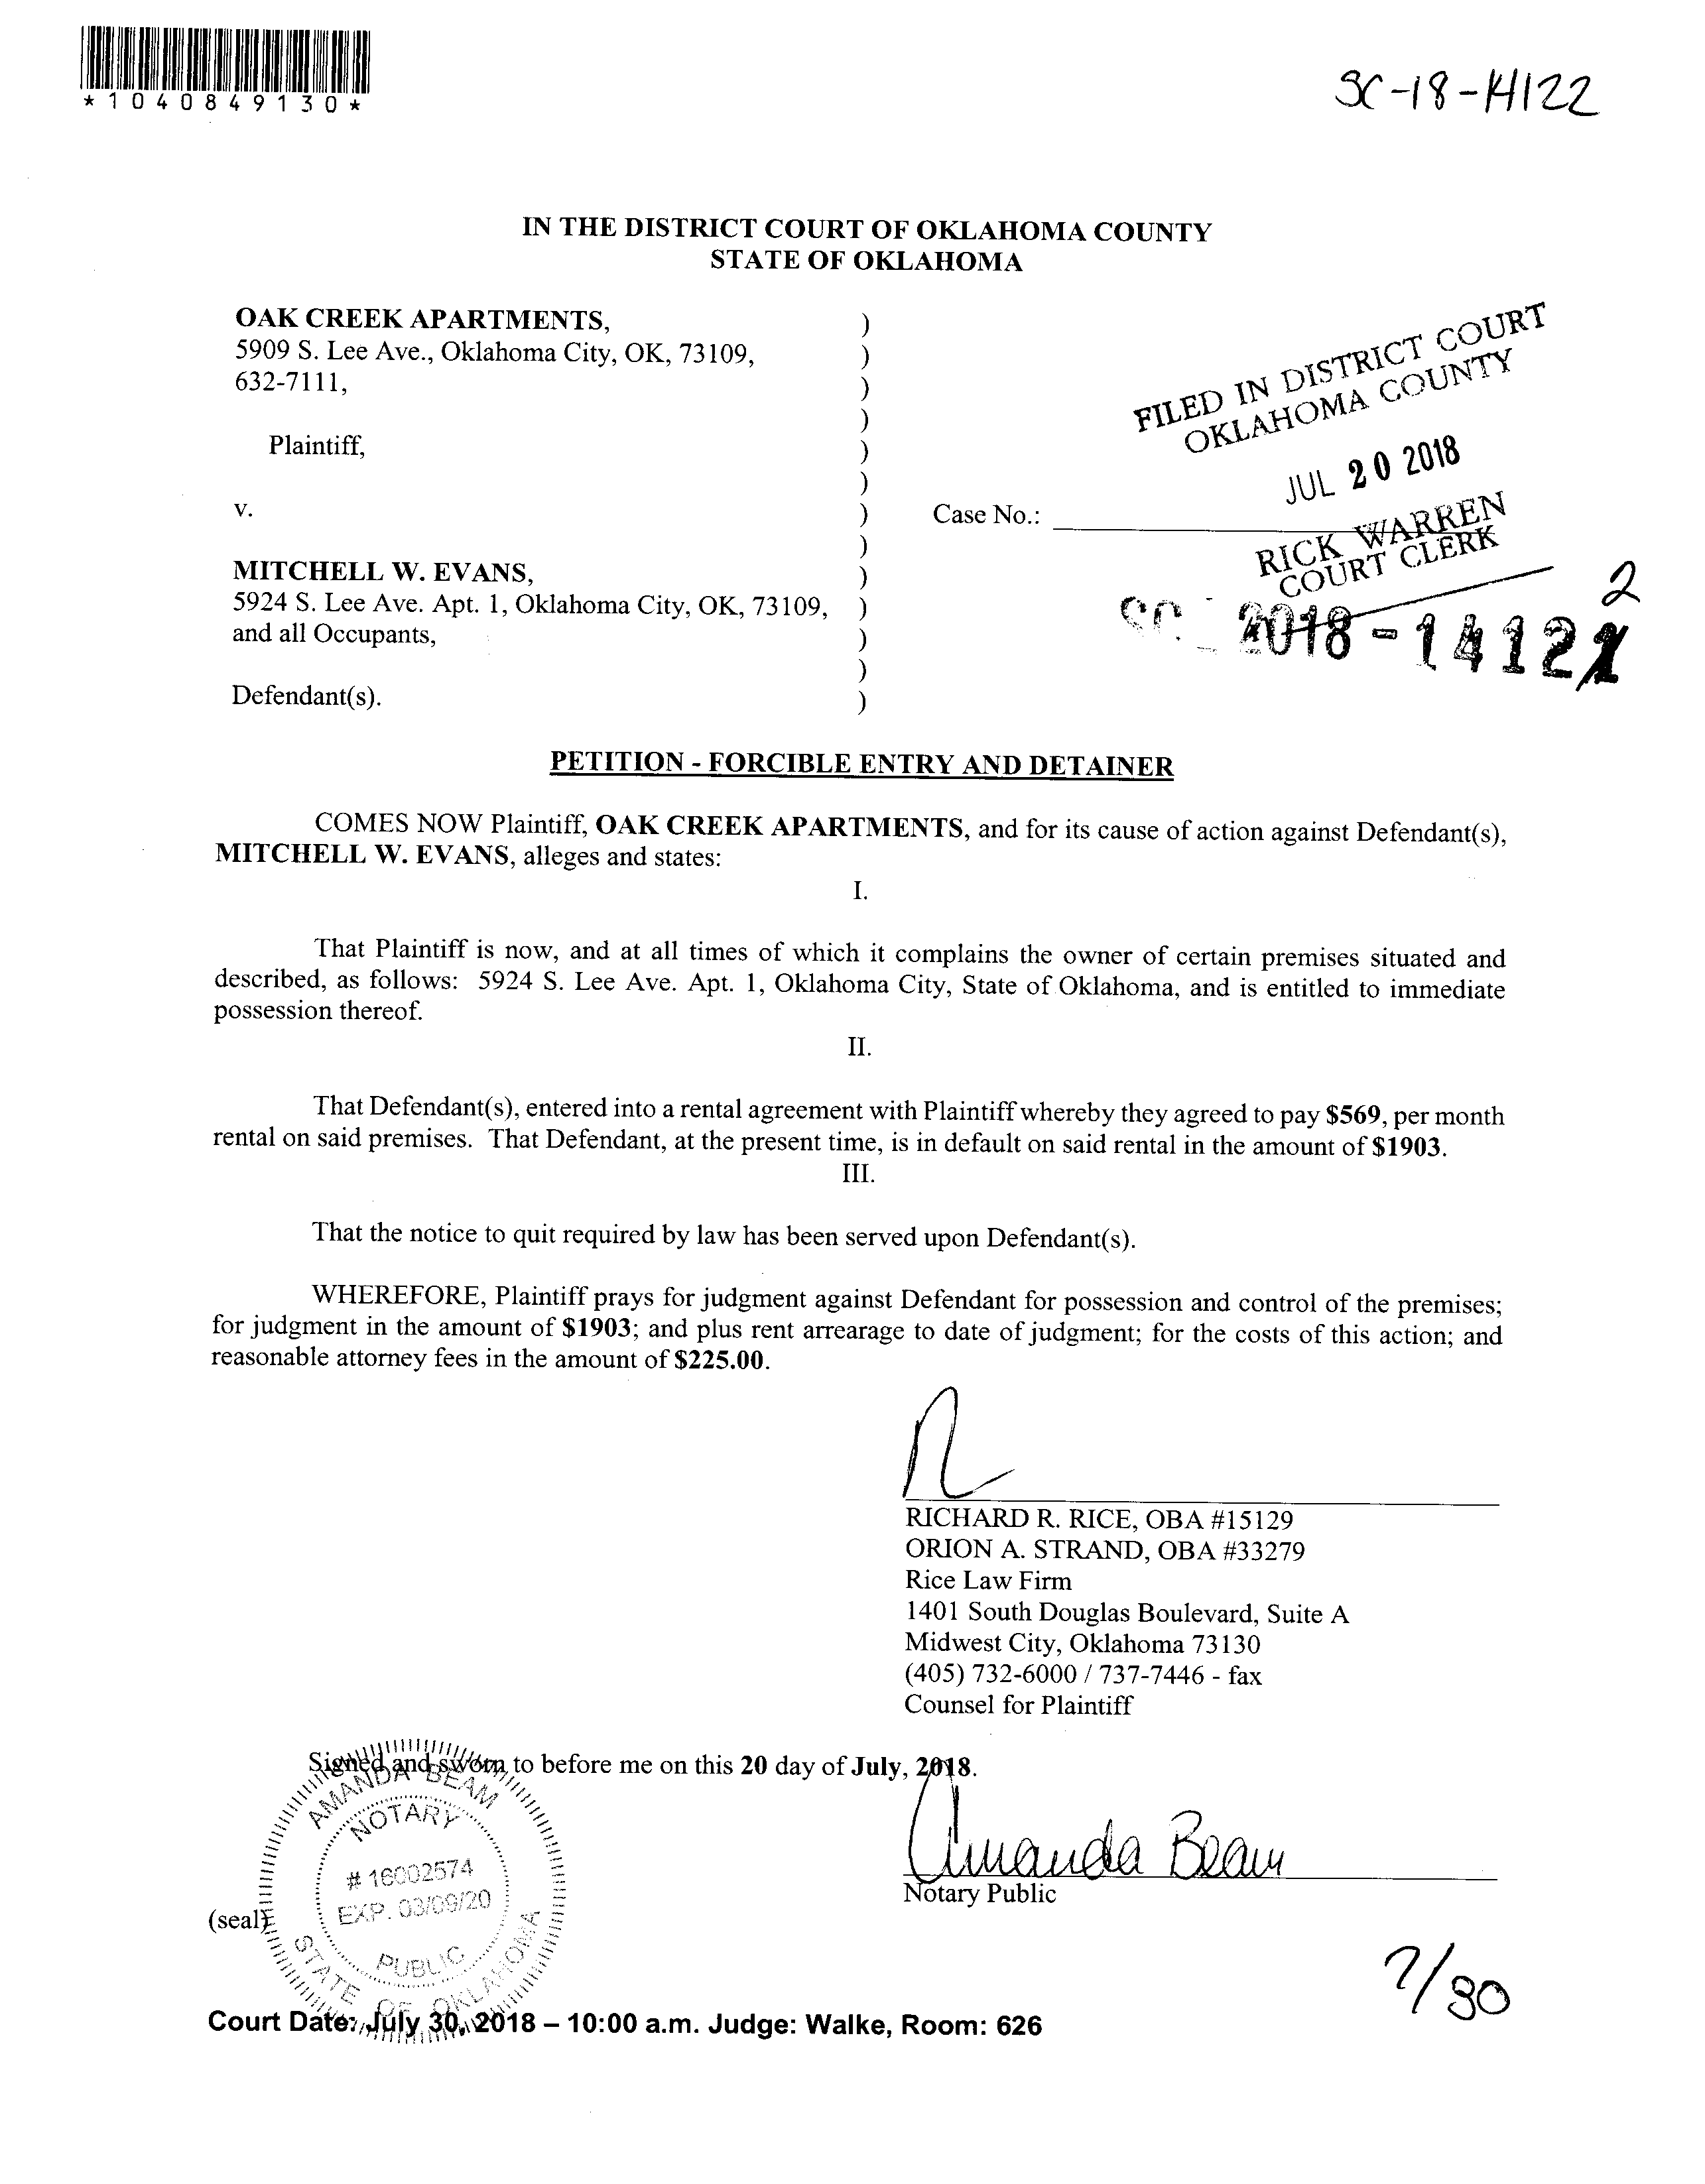 *1040849130*
SC-18-14122
IN THE DISTRICT COURT OF OKLAHOMA COUNTY
STATE OF OKLAHOMA
OAK CREEK APARTMENTS, )
5909 S. Lee Ave., Oklahoma City, OK, 73109, )
632-7111, )
)
Plaintiff, )
)
v. )
)
MITCHELL W. EVANS, )
5924 S. Lee Ave. Apt. 1, Oklahoma City, OK, 73109, )
and all Occupants, )
)
Defendant(s). )
FILED IN DISTRICT COURT
OKLAHOMA COUNTY
JUL 20 2018
Case No.:
RICK WARREN
COURT CLERK
2
SC - 2018-1412
PETITION - FORCIBLE ENTRY AND DETAINER
COMES NOW Plaintiff, OAK CREEK APARTMENTS, and for its cause of action against Defendant(s),
MITCHELL W. EVANS, alleges and states:
I.
That Plaintiff is now, and at all times of which it complains the owner of certain premises situated and
described, as follows: 5924 S. Lee Ave. Apt. 1, Oklahoma City, State of Oklahoma, and is entitled to immediate
possession thereof.
II.
That Defendant(s), entered into a rental agreement with Plaintiff whereby they agreed to pay $569, per month
rental on said premises. That Defendant, at the present time, is in default on said rental in the amount of $1903.
III.
That the notice to quit required by law has been served upon Defendant(s).
WHEREFORE, Plaintiff prays for judgment against Defendant for possession and control of the premises;
for judgment in the amount of $1903; and plus rent arrearage to date of judgment; for the costs of this action; and
reasonable attorney fees in the amount of $225.00.
RICHARD R. RICE, OBA #15129
ORION A. STRAND, OBA #33279
Rice Law Firm
1401 South Douglas Boulevard, Suite A
Midwest City, Oklahoma 73130
(405) 732-6000 / 737-7446 - fax
Counsel for Plaintiff
Signed and sworn to before me on this 20 day of July, 2018.
AMANDA BEAM
NOTARY
# 16002574
EXP. 03/09/20
PUBLIC
STATE OF OKLAHOMA
Amanda Beam
Notary Public
(seal)
7/30
Court Date: July 30, 2018 – 10:00 a.m. Judge: Walke, Room: 626